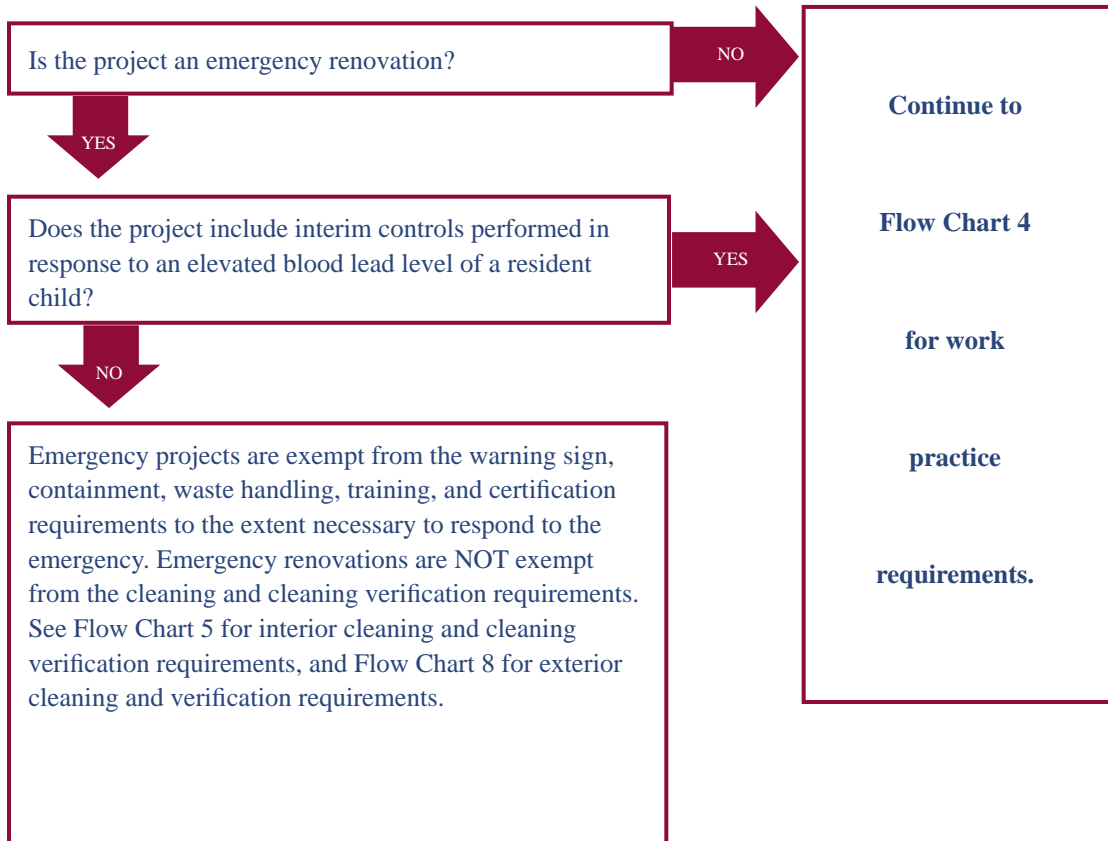 Is the project an emergency renovation?
NO
YES
Does the project include interim controls performed in
response to an elevated blood lead level of a resident
child?
YES
NO
Emergency projects are exempt from the warning sign,
containment, waste handling, training, and certification
requirements to the extent necessary to respond to the
emergency. Emergency renovations are NOT exempt
from the cleaning and cleaning verification requirements.
See Flow Chart 5 for interior cleaning and cleaning
verification requirements, and Flow Chart 8 for exterior
cleaning and verification requirements.
Continue to
Flow Chart 4
for work
practice
requirements.